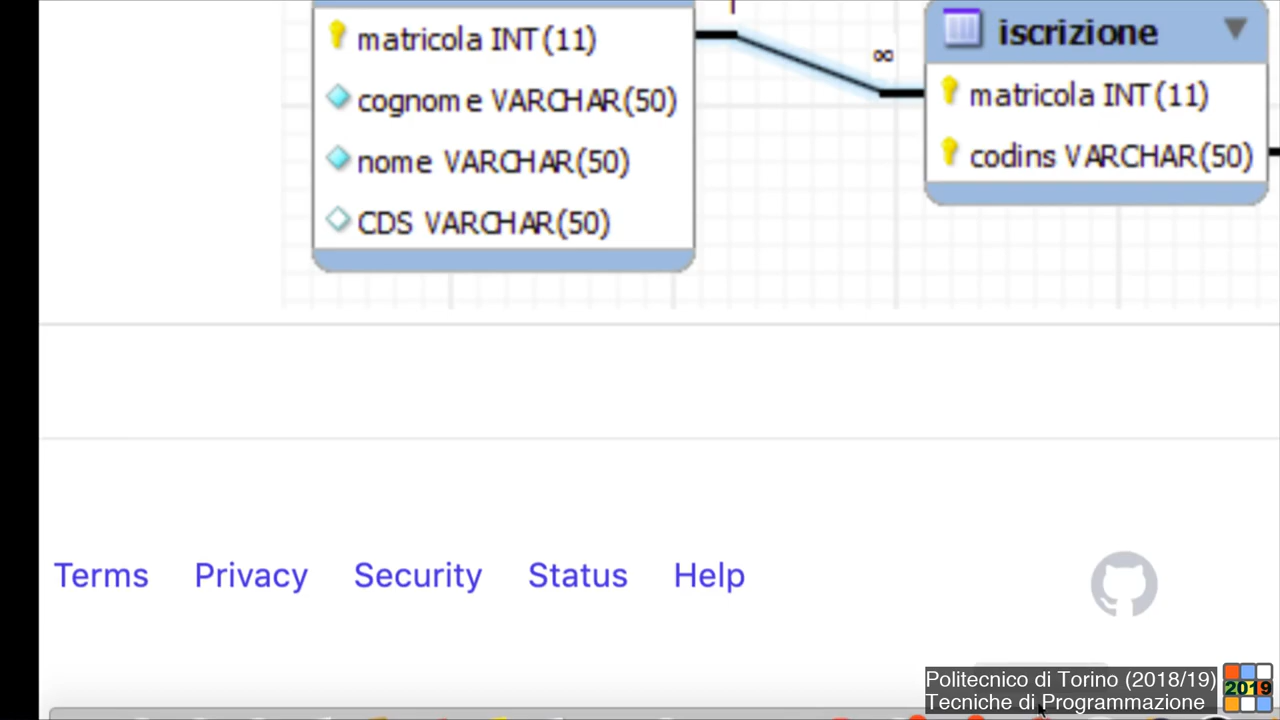 matricola INT(11)
cognome VARCHAR(50)
nome VARCHAR(50)
CDS VARCHAR(50)
∞
iscrizione
matricola INT(11)
codins VARCHAR(50)
Terms Privacy Security Status Help
Politecnico di Torino (2018/19)
Tecniche di Programmazione
2019